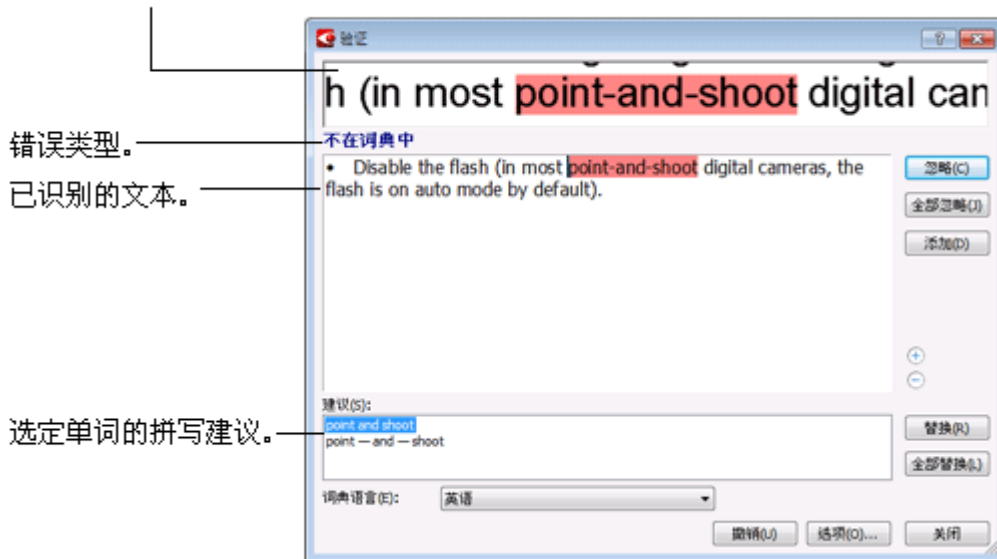 验证
h (in most point-and-shoot digital can
错误类型。
不在词典中
已识别的文本。
• Disable the flash (in most point-and-shoot digital cameras, the
flash is on auto mode by default).
忽略(C)
全部忽略(J)
添加(D)
建议(S):
选定单词的拼写建议。
point and shoot
point — and — shoot
替换(R)
全部替换(L)
词典语言(E):
英语
撤销(U)
选项(O)...
关闭